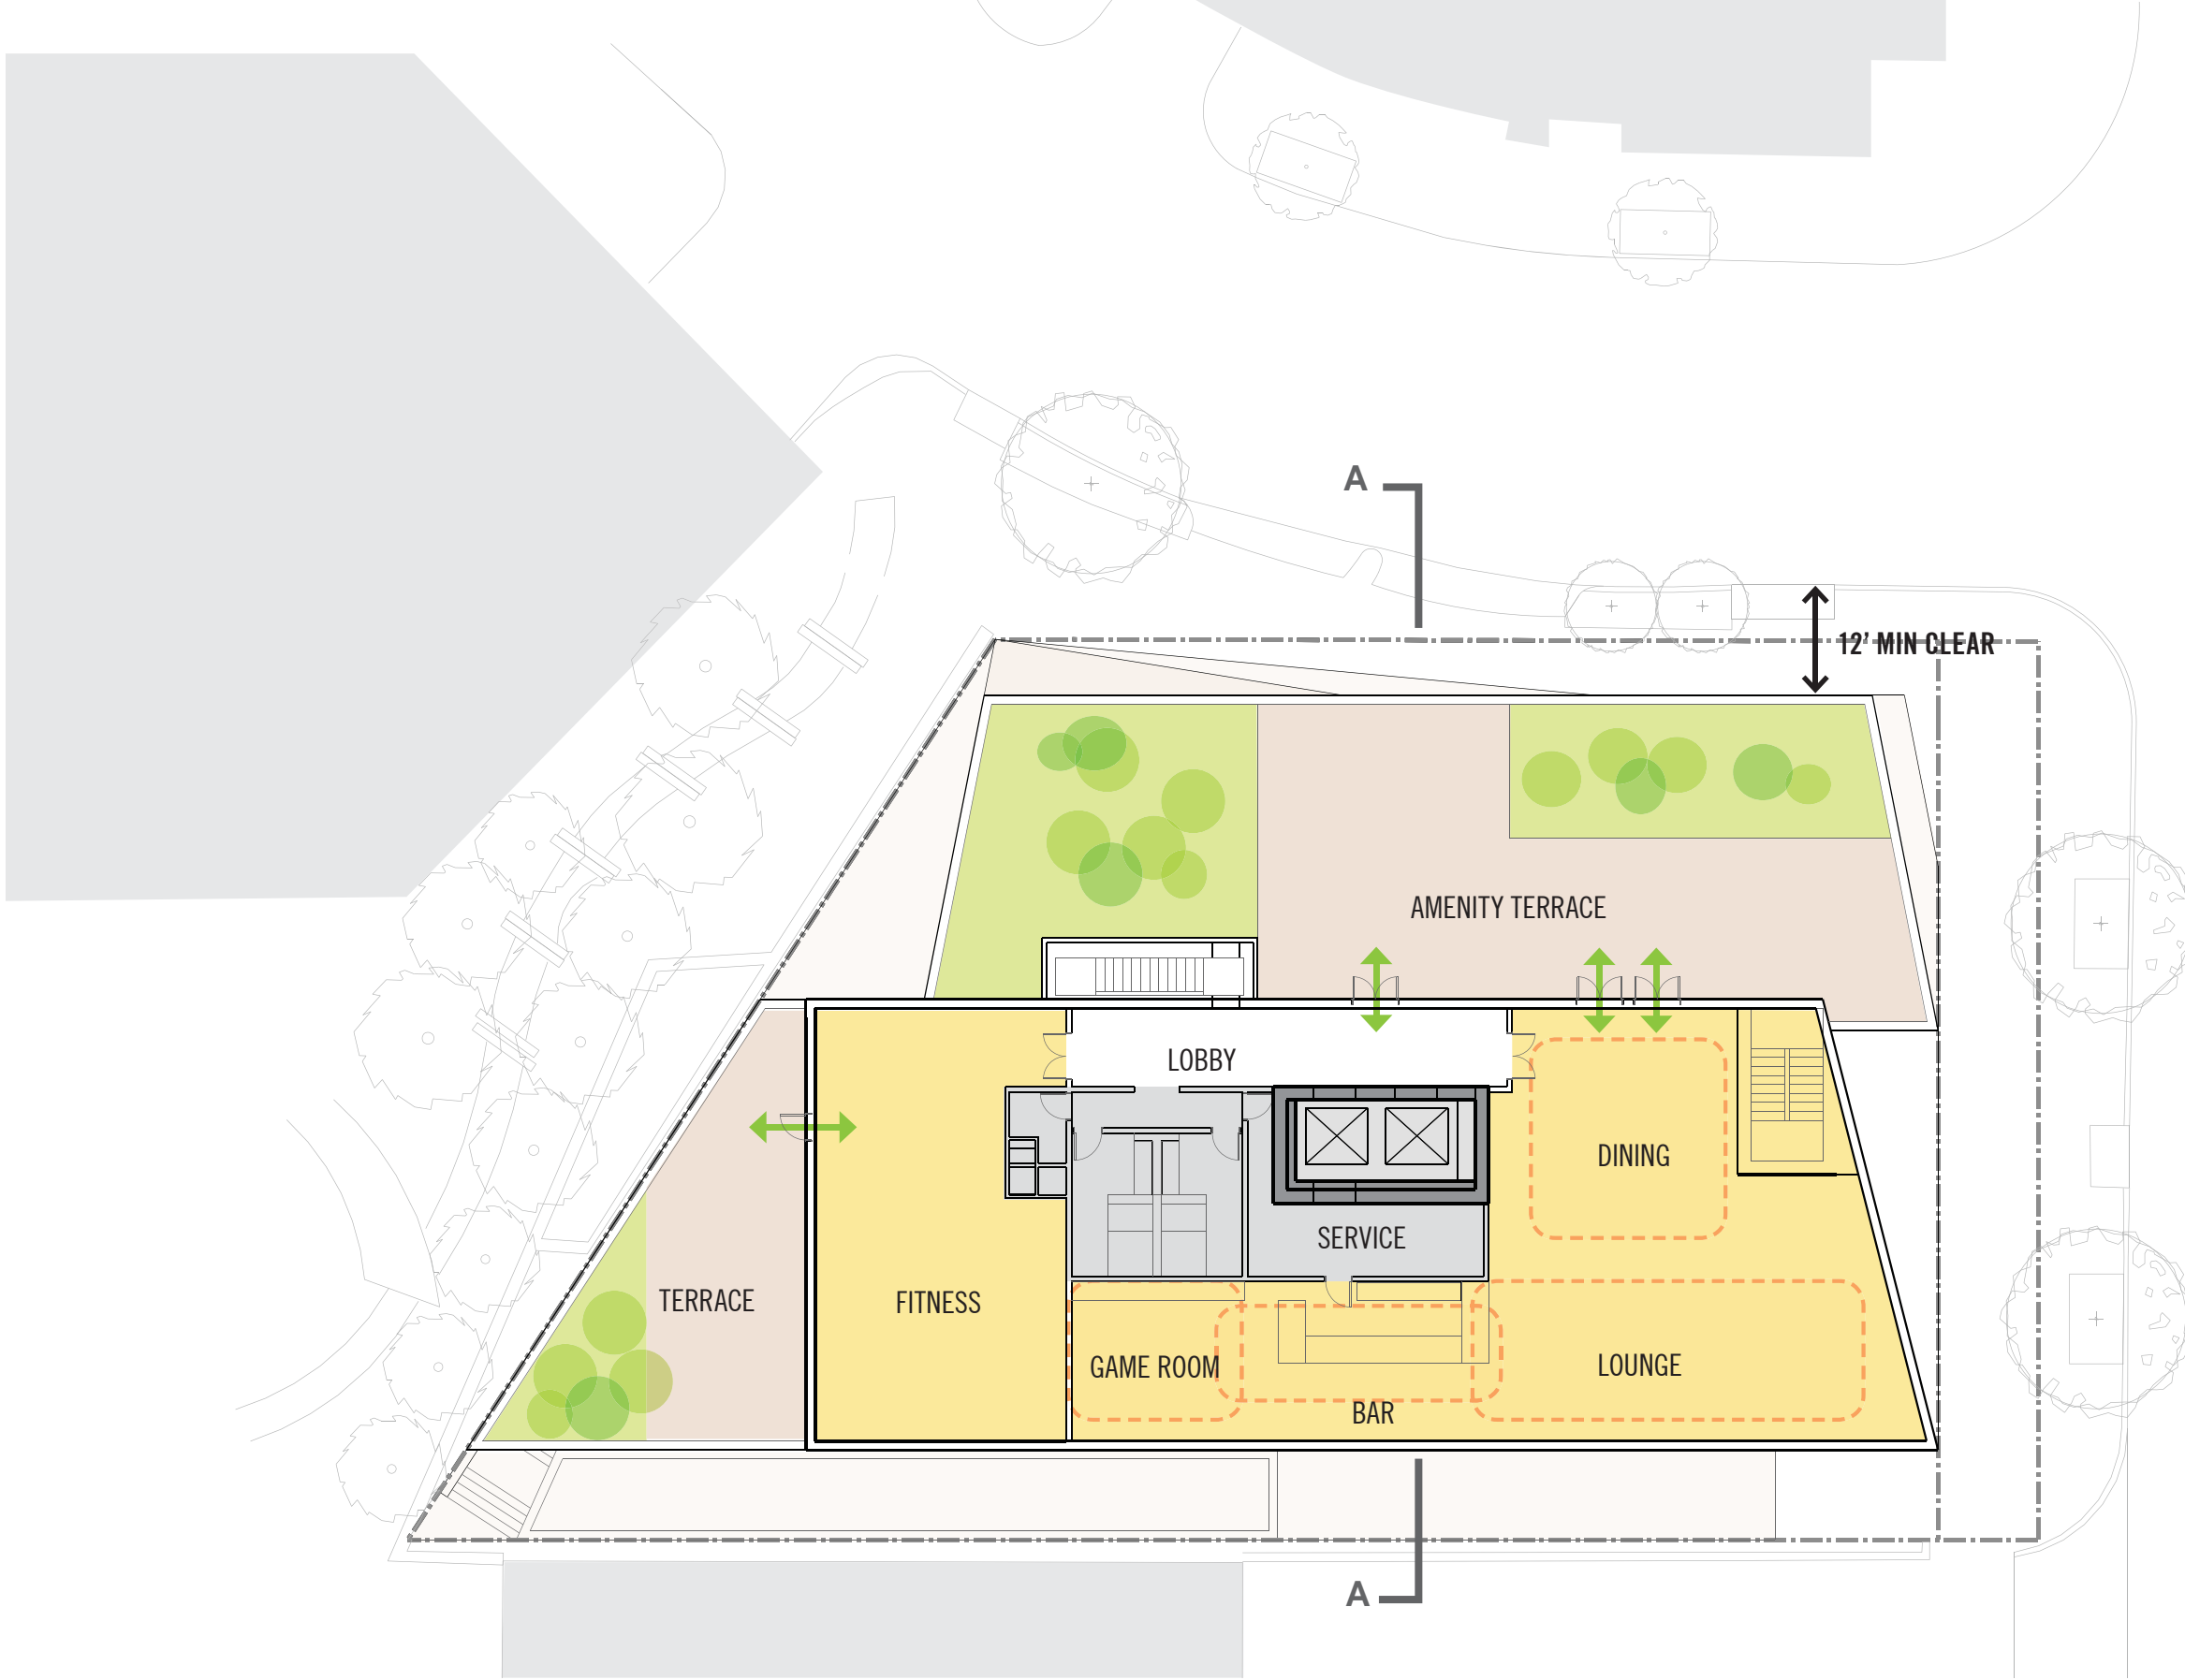 A
12’ MIN CLEAR
AMENITY TERRACE
LOBBY
DINING
SERVICE
TERRACE
FITNESS
GAME ROOM
LOUNGE
BAR
A